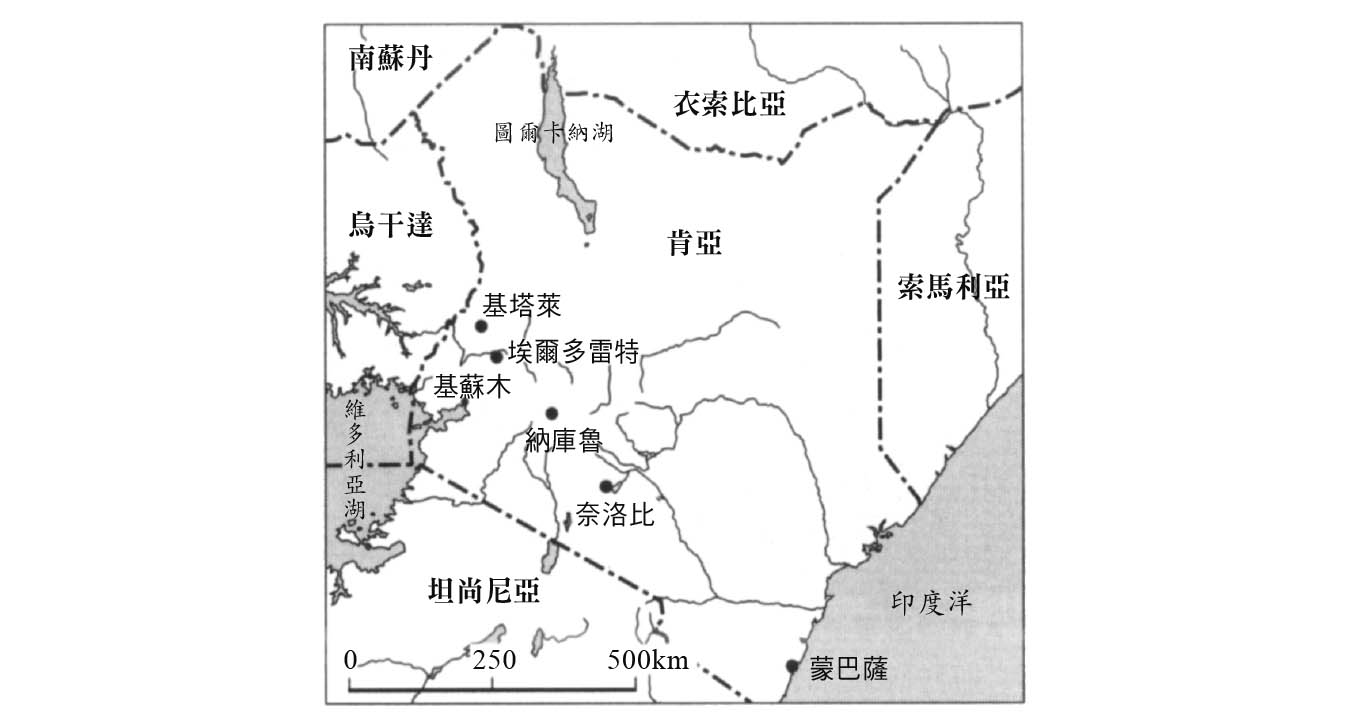 南蘇丹
衣索比亞
圖爾卡納湖
烏干達
肯亞
索馬利亞
基塔萊
埃爾多雷特
基蘇木
維多利亞湖
納庫魯
奈洛比
坦尚尼亞
印度洋
0 250 500km
蒙巴薩